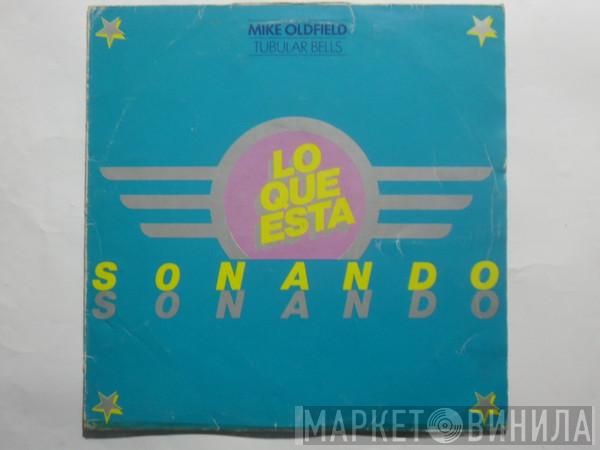 MIKE OLDFIELD
TUBULAR BELLS
LO
QUE
ESTA
SONANDO
SONANDO
МАРКЕТ ВИНИЛА